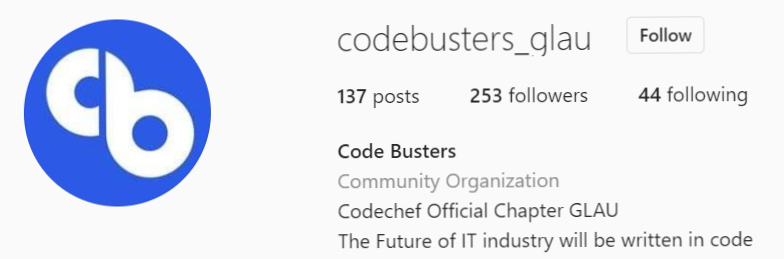 cb
codebusters_glau Follow
137 posts 253 followers 44 following
Code Busters
Community Organization
Codechef Official Chapter GLAU
The Future of IT industry will be written in code